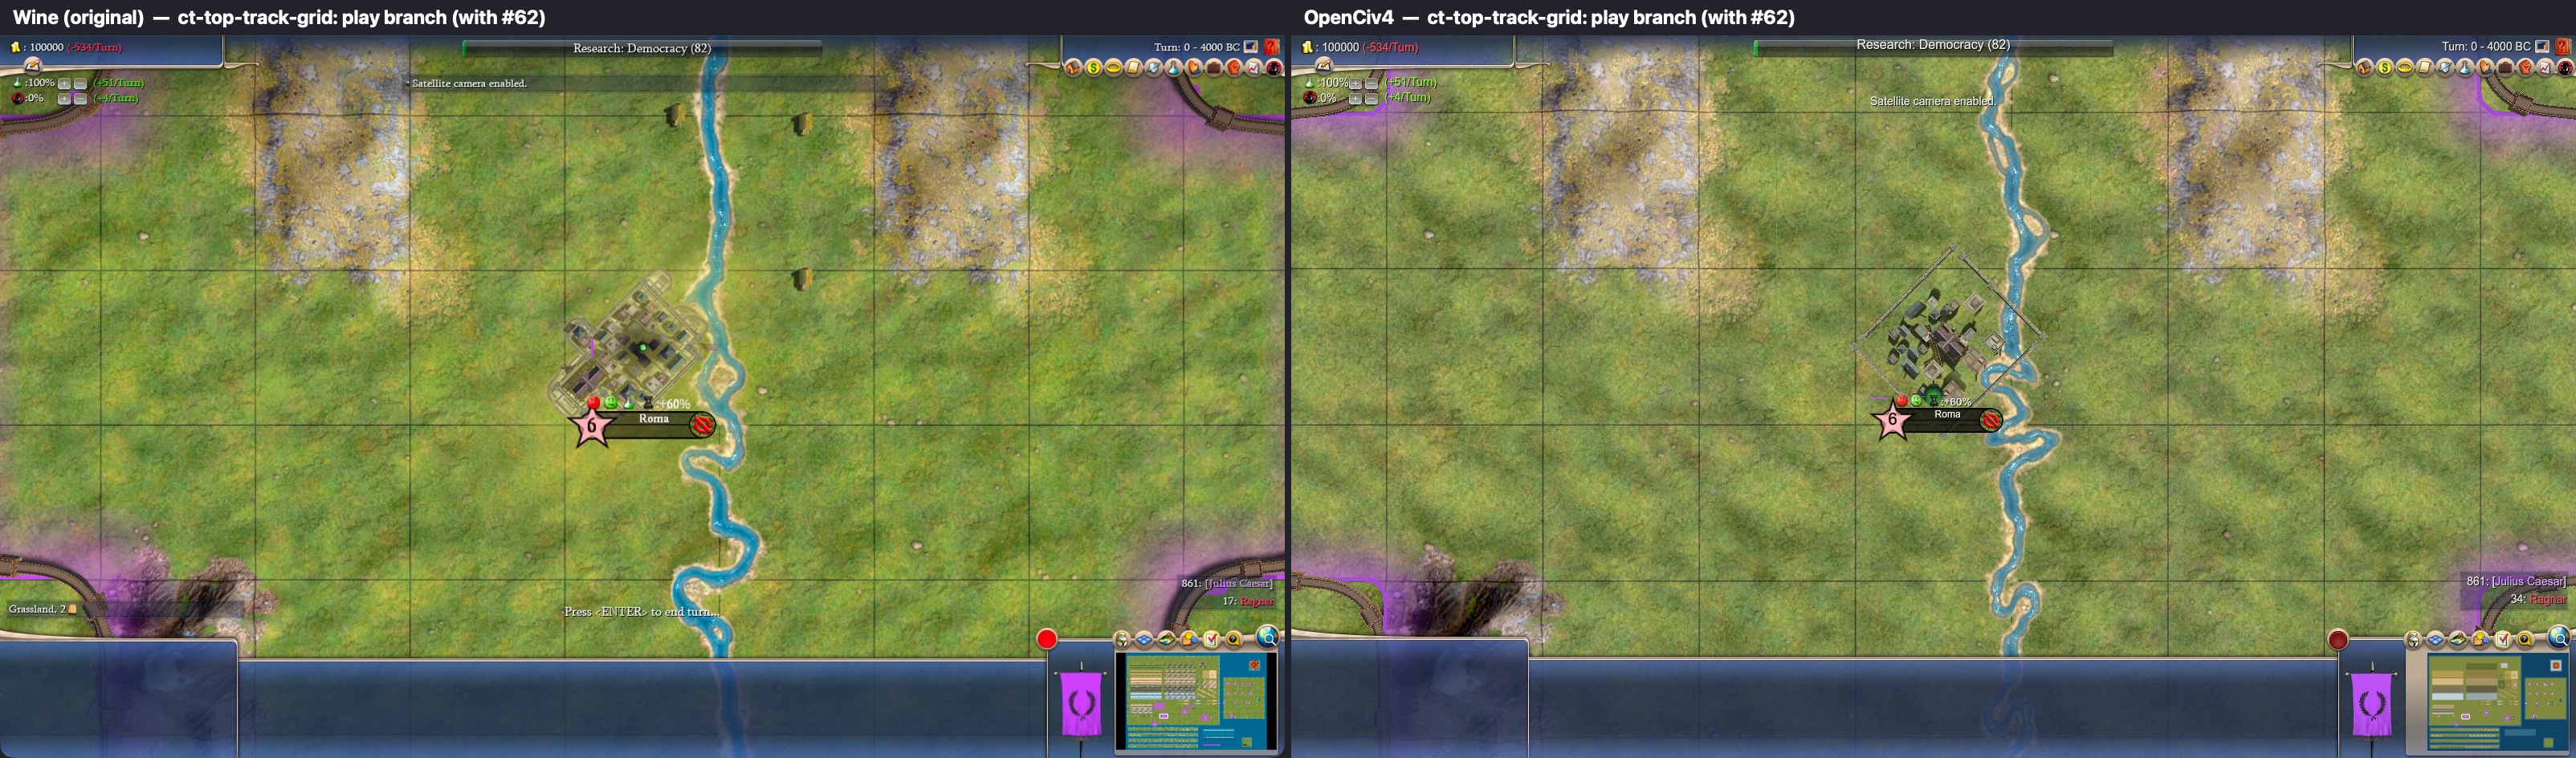 Wine (original) — ct-top-track-grid: play branch (with #62)
: 100000 (-534/Turn)
Research: Democracy (82)
Turn: 0 - 4000 BC
:100% (+51/Turn)
:0% (+4/Turn)
Satellite camera enabled.
:+60%
6 Roma
861: [Julius Caesar]
17: Ragnar
Grassland, 2
Press <ENTER> to end turn...
OpenCiv4 — ct-top-track-grid: play branch (with #62)
: 100000 (-534/Turn)
Research: Democracy (82)
Turn: 0 - 4000 BC
:100% (+51/Turn)
:0% (+4/Turn)
Satellite camera enabled.
:+60%
6 Roma
861: [Julius Caesar]
34: Ragnar